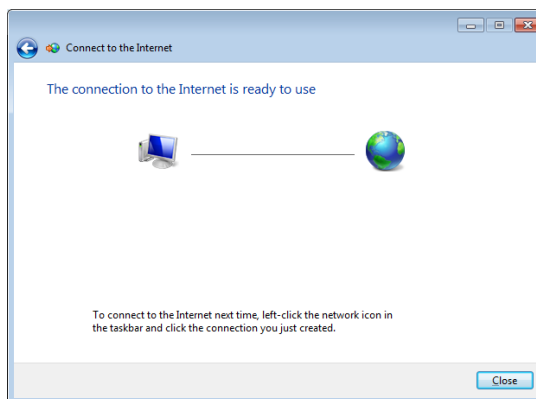 Connect to the Internet
The connection to the Internet is ready to use
To connect to the Internet next time, left-click the network icon in
the taskbar and click the connection you just created.
Close